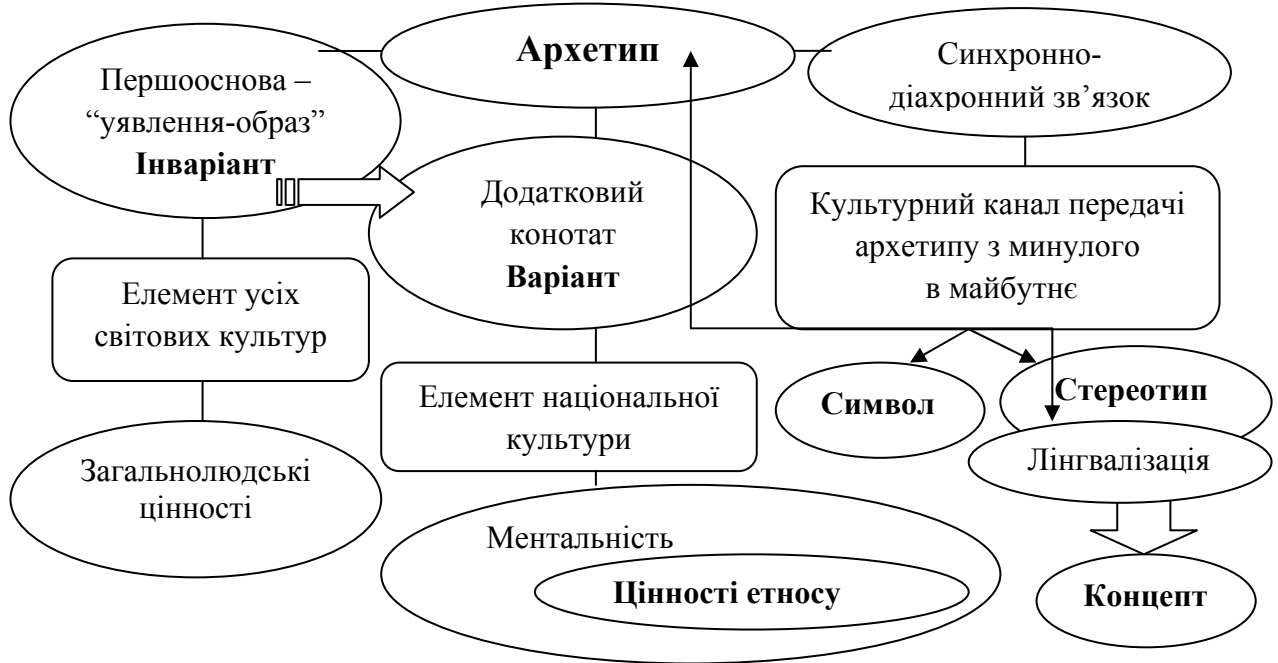 Архетип
Першооснова –
“уявлення-образ”
Інваріант
Синхронно-
діахронний зв’язок
Додатковий
конотат
Варіант
Культурний канал передачі
архетипу з минулого
в майбутнє
Елемент усіх
світових культур
Елемент національної
культури
Символ
Стереотип
Лінгвалізація
Загальнолюдські
цінності
Ментальність
Цінності етносу
Концепт